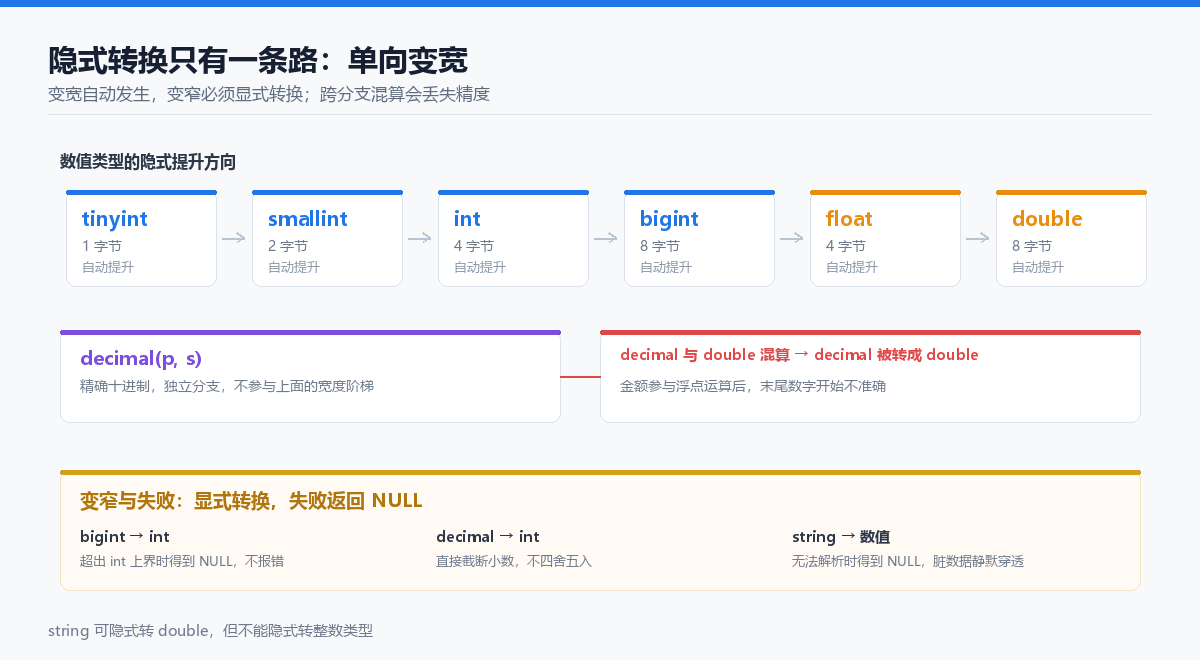 隐式转换只有一条路：单向变宽
变宽自动发生，变窄必须显式转换；跨分支混算会丢失精度
数值类型的隐式提升方向
tinyint
1 字节
自动提升
smallint
2 字节
自动提升
int
4 字节
自动提升
bigint
8 字节
自动提升
float
4 字节
自动提升
double
8 字节
自动提升
decimal(p, s)
精确十进制，独立分支，不参与上面的宽度阶梯
decimal 与 double 混算 → decimal 被转成 double
金额参与浮点运算后，末尾数字开始不准确
变窄与失败：显式转换，失败返回 NULL
bigint → int
超出 int 上界时得到 NULL，不报错
decimal → int
直接截断小数，不四舍五入
string → 数值
无法解析时得到 NULL，脏数据静默穿透
string 可隐式转 double，但不能隐式转整数类型